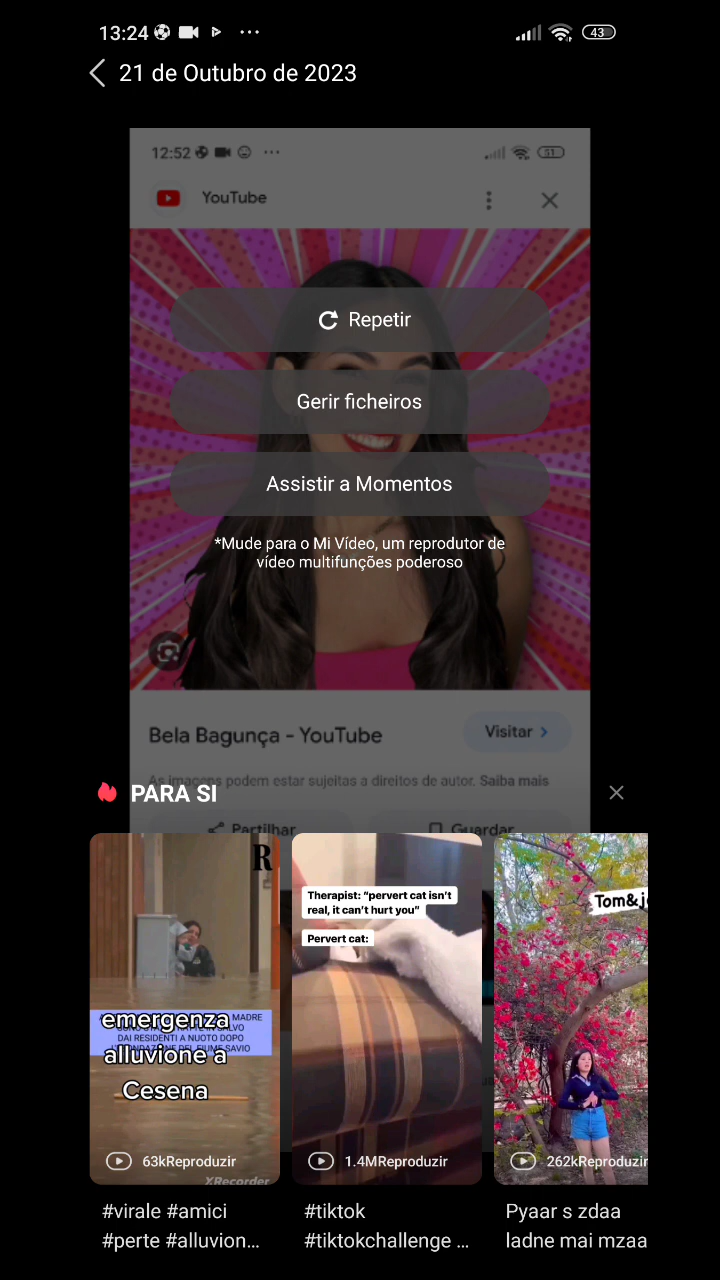 13:24
43
21 de Outubro de 2023
12:52
51
YouTube
Repetir
Gerir ficheiros
Assistir a Momentos
*Mude para o Mi Vídeo, um reprodutor de
vídeo multifunções poderoso
Bela Bagunça - YouTube
Visitar
As imagens podem estar sujeitas a direitos de autor. Saiba mais
PARA SI
Partilhar
Guardar
R
MADRE
emergenza
DAI RESIDENTI A NUOTO DOPO
alluvione a
DEL FIUME SAVIO
Cesena
63kReproduzir
XRecorder
#virale #amici
#perte #alluvion...
Therapist: "pervert cat isn't
real, it can't hurt you"
Pervert cat:
1.4MReproduzir
#tiktok
#tiktokchallenge ...
Tom&j
262kReproduzir
Pyaar s zdaa
ladne mai mzaa